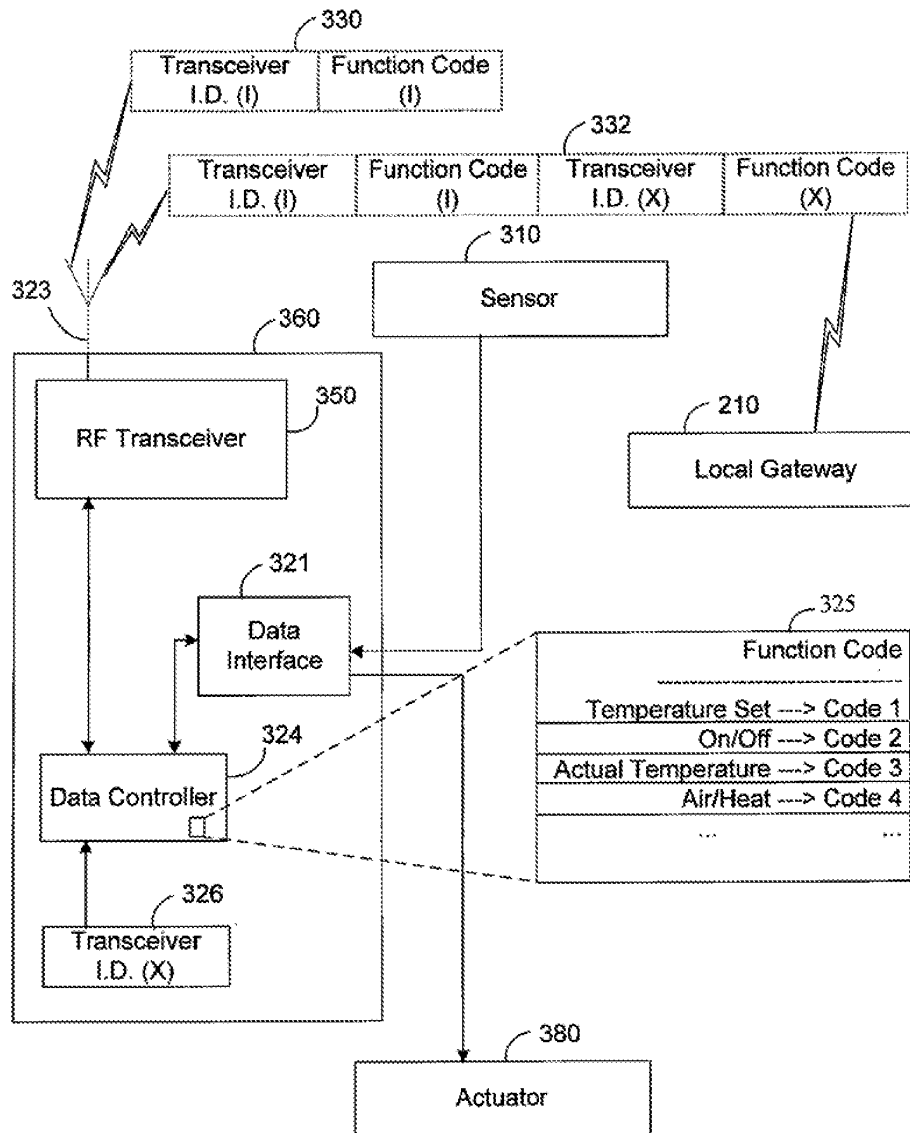 330
Transceiver I.D. (I)
Function Code (I)
332
Transceiver I.D. (I)
Function Code (I)
Transceiver I.D. (X)
Function Code (X)
310
Sensor
323
360
350
RF Transceiver
210
Local Gateway
321
Data Interface
325
Function Code
Temperature Set ---> Code 1
On/Off ---> Code 2
Actual Temperature ---> Code 3
Air/Heat ---> Code 4
... ...
324
Data Controller
326
Transceiver I.D. (X)
380
Actuator